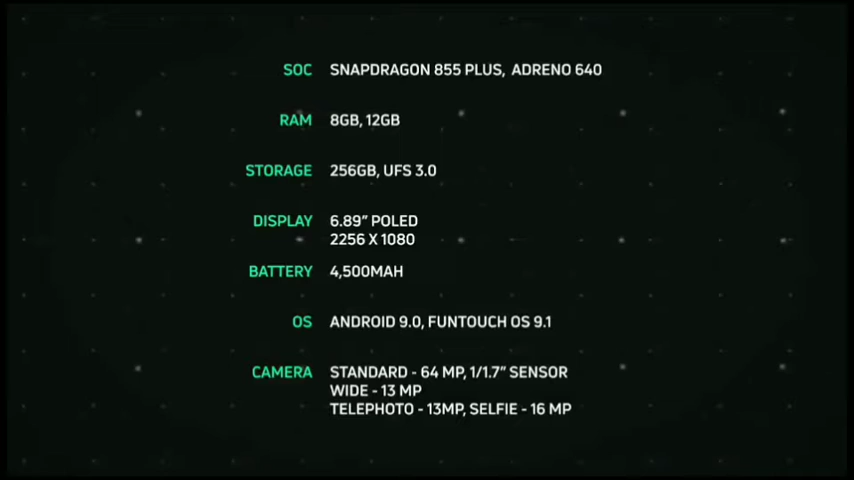 SOC SNAPDRAGON 855 PLUS, ADRENO 640
RAM 8GB, 12GB
STORAGE 256GB, UFS 3.0
DISPLAY 6.89” POLED
2256 X 1080
BATTERY 4,500MAH
OS ANDROID 9.0, FUNTOUCH OS 9.1
CAMERA STANDARD - 64 MP, 1/1.7” SENSOR
WIDE - 13 MP
TELEPHOTO - 13MP, SELFIE - 16 MP